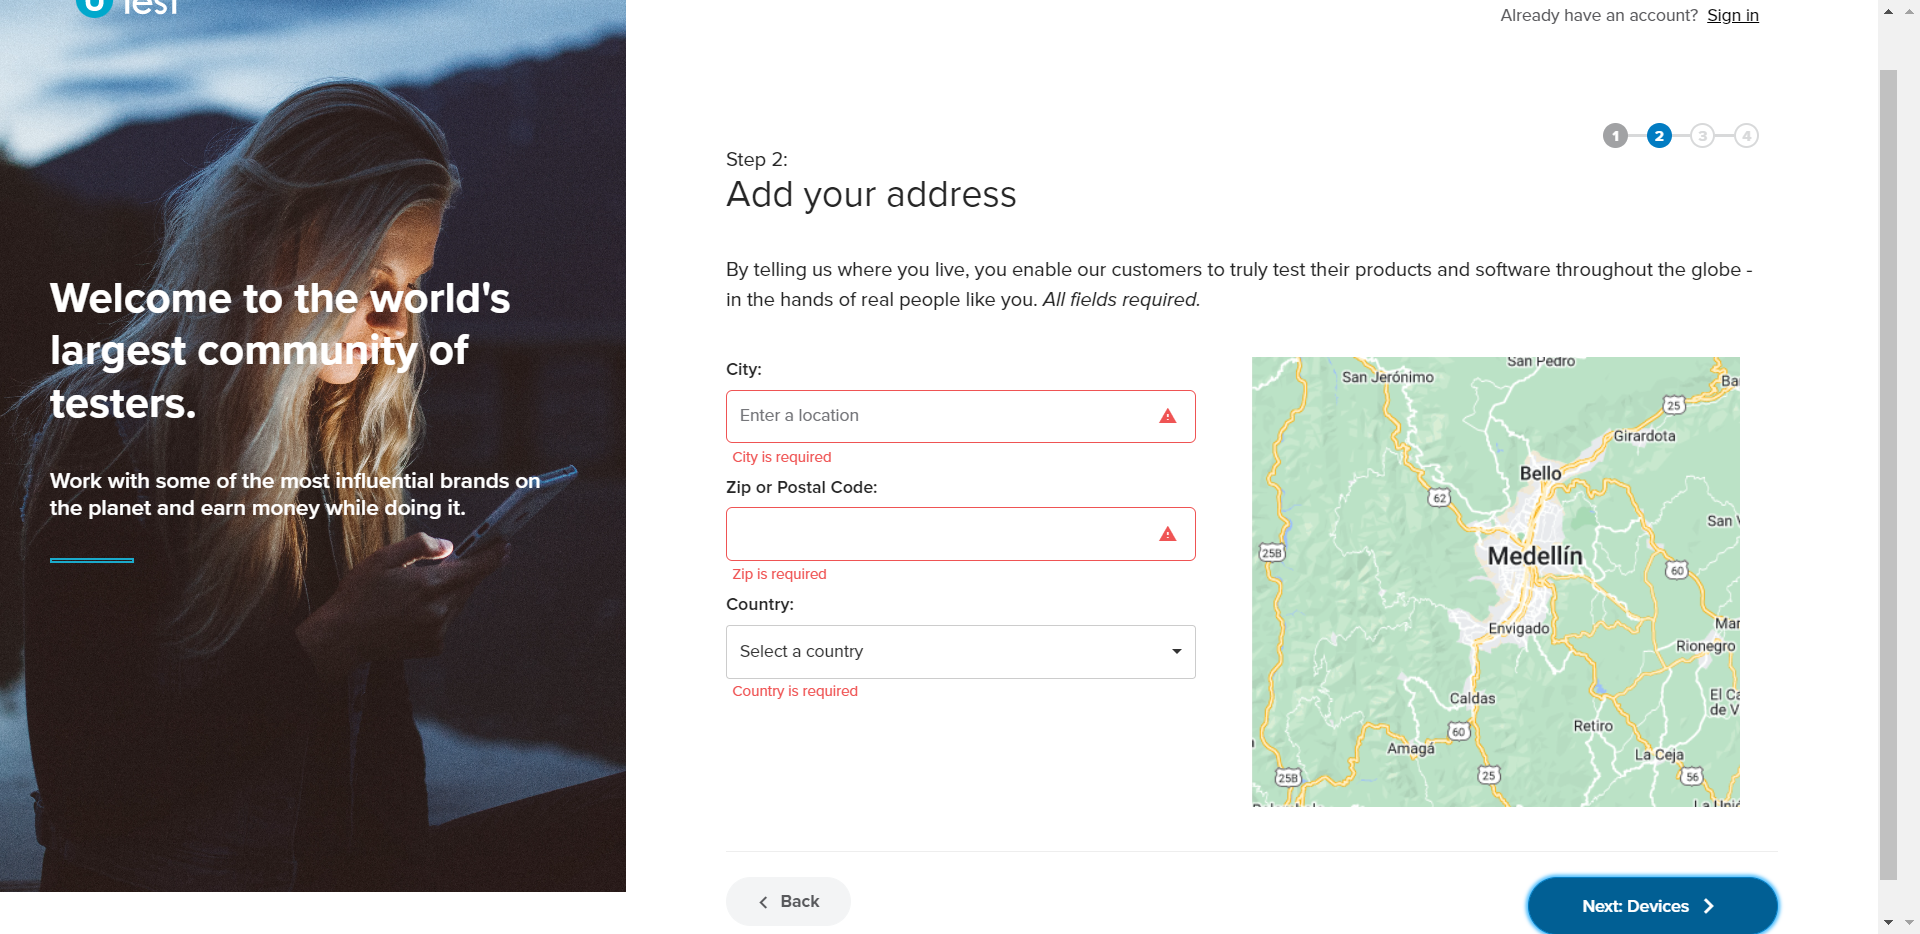 Test
Already have an account? Sign in
1 2 3 4
Step 2:
Add your address
By telling us where you live, you enable our customers to truly test their products and software throughout the globe -
in the hands of real people like you. All fields required.
Welcome to the world's
largest community of
testers.
Work with some of the most influential brands on
the planet and earn money while doing it.
City:
Enter a location
City is required
Zip or Postal Code:
Zip is required
Country:
Select a country
Country is required
San Pedro
San Jerónimo
Ba
25
Girardota
Bello
62
San V
25B
Medellín
60
Envigado
Mar
Rionegro
El Ca
de V
Caldas
Retiro
60
Amagá
La Ceja
25B
25
56
La Unió
Back
Next: Devices